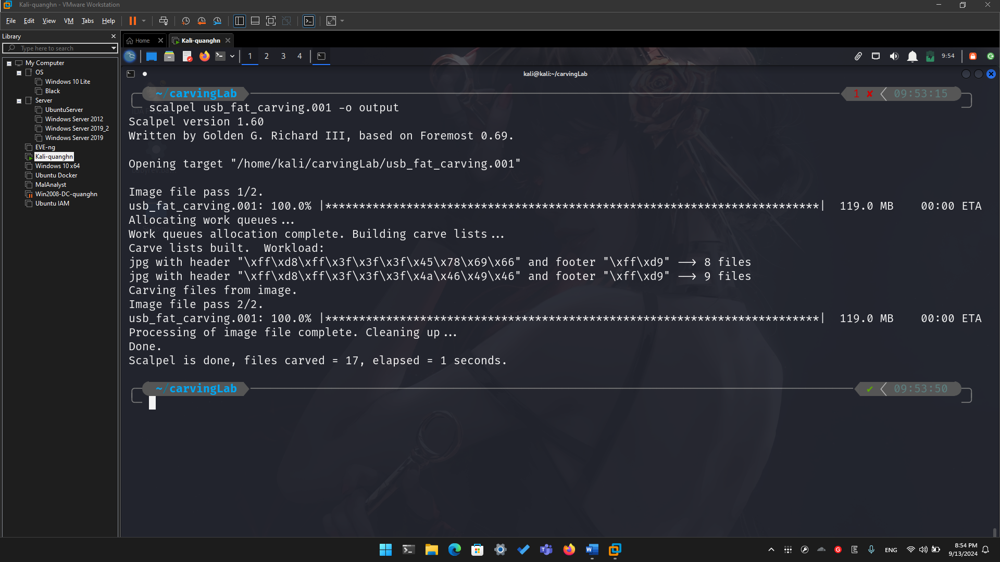 Kali-quanghn - VMware Workstation
File Edit View VM Tabs Help
Library
Type here to search
My Computer
OS
Windows 10 Lite
Black
Server
UbuntuServer
Windows Server 2012
Windows Server 2019_2
Windows Server 2019
EVE-ng
Kali-quanghn
Windows 10 x64
Ubuntu Docker
MalAnalyst
Win2008-DC-quanghn
Ubuntu IAM
Home Kali-quanghn
1 2 3 4 9:54
kali@kali:~/carvingLab
~/carvingLab 1 ✘ 09:53:15
scalpel usb_fat_carving.001 -o output
Scalpel version 1.60
Written by Golden G. Richard III, based on Foremost 0.69.
Opening target "/home/kali/carvingLab/usb_fat_carving.001"
Image file pass 1/2.
usb_fat_carving.001: 100.0% |*************************************************************************| 119.0 MB 00:00 ETA
Allocating work queues...
Work queues allocation complete. Building carve lists...
Carve lists built. Workload:
jpg with header "\xff\xd8\xff\x3f\x3f\x3f\x45\x78\x69\x66" and footer "\xff\xd9" --> 8 files
jpg with header "\xff\xd8\xff\x3f\x3f\x3f\x4a\x46\x49\x46" and footer "\xff\xd9" --> 9 files
Carving files from image.
Image file pass 2/2.
usb_fat_carving.001: 100.0% |*************************************************************************| 119.0 MB 00:00 ETA
Processing of image file complete. Cleaning up...
Done.
Scalpel is done, files carved = 17, elapsed = 1 seconds.
~/carvingLab ✔ 09:53:50
ENG
8:54 PM
9/13/2024